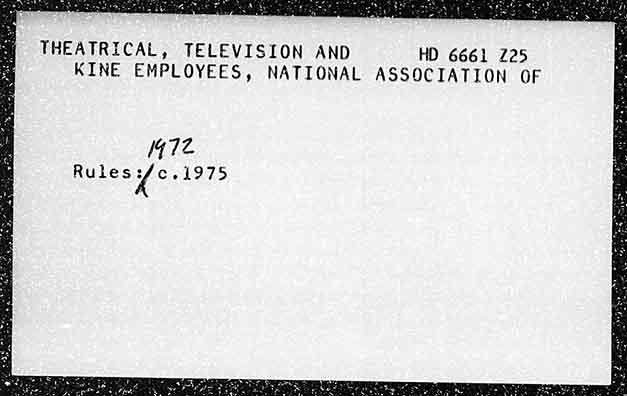 THEATRICAL, TELEVISION AND HD 6661 Z25
KINE EMPLOYEES, NATIONAL ASSOCIATION OF
1972
Rules: c.1975